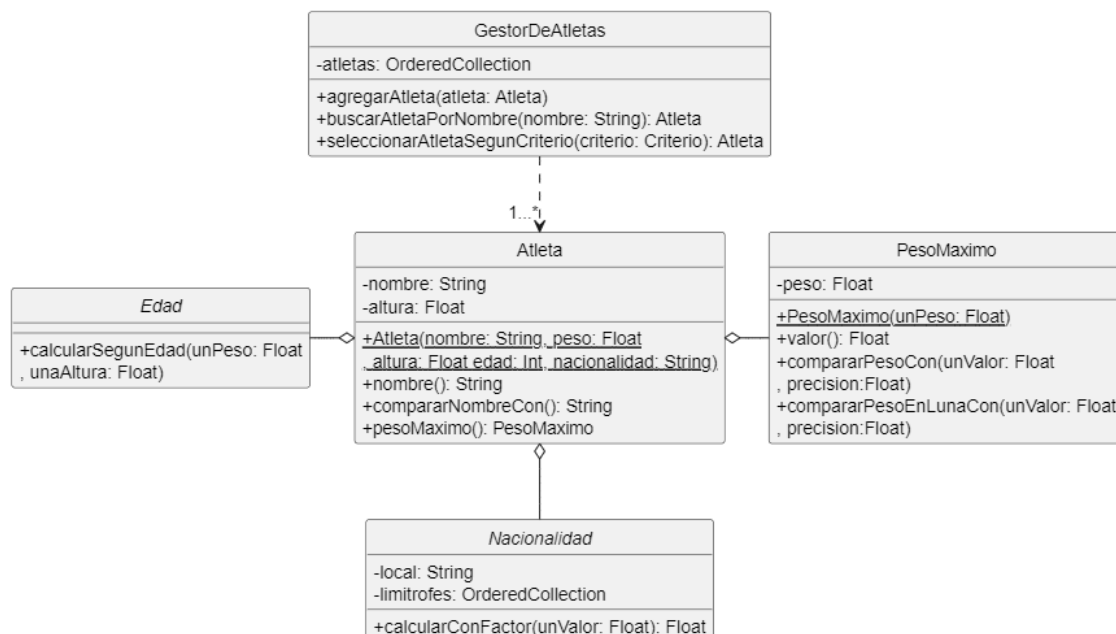 GestorDeAtletas
-atletas: OrderedCollection
+agregarAtleta(atleta: Atleta)
+buscarAtletaPorNombre(nombre: String): Atleta
+seleccionarAtletaSegunCriterio(criterio: Criterio): Atleta
1...*
Edad
+calcularSegunEdad(unPeso: Float
, unaAltura: Float)
Atleta
-nombre: String
-altura: Float
+Atleta(nombre: String, peso: Float
, altura: Float edad: Int, nacionalidad: String)
+nombre(): String
+compararNombreCon(): String
+pesoMaximo(): PesoMaximo
PesoMaximo
-peso: Float
+PesoMaximo(unPeso: Float)
+valor(): Float
+compararPesoCon(unValor: Float
, precision:Float)
+compararPesoEnLunaCon(unValor: Float
, precision:Float)
Nacionalidad
-local: String
-limitrofes: OrderedCollection
+calcularConFactor(unValor: Float): Float